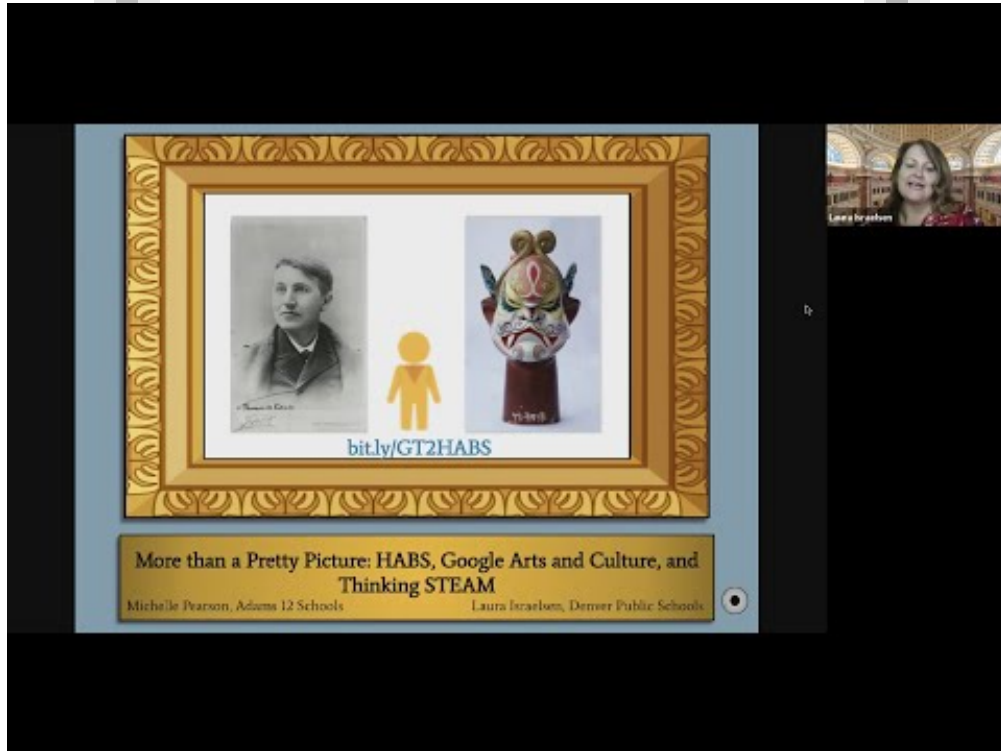 Laura Israelsen
bit.ly/GT2HABS
More than a Pretty Picture: HABS, Google Arts and Culture, and
Thinking STEAM
Michelle Pearson, Adams 12 Schools
Laura Israelsen, Denver Public Schools